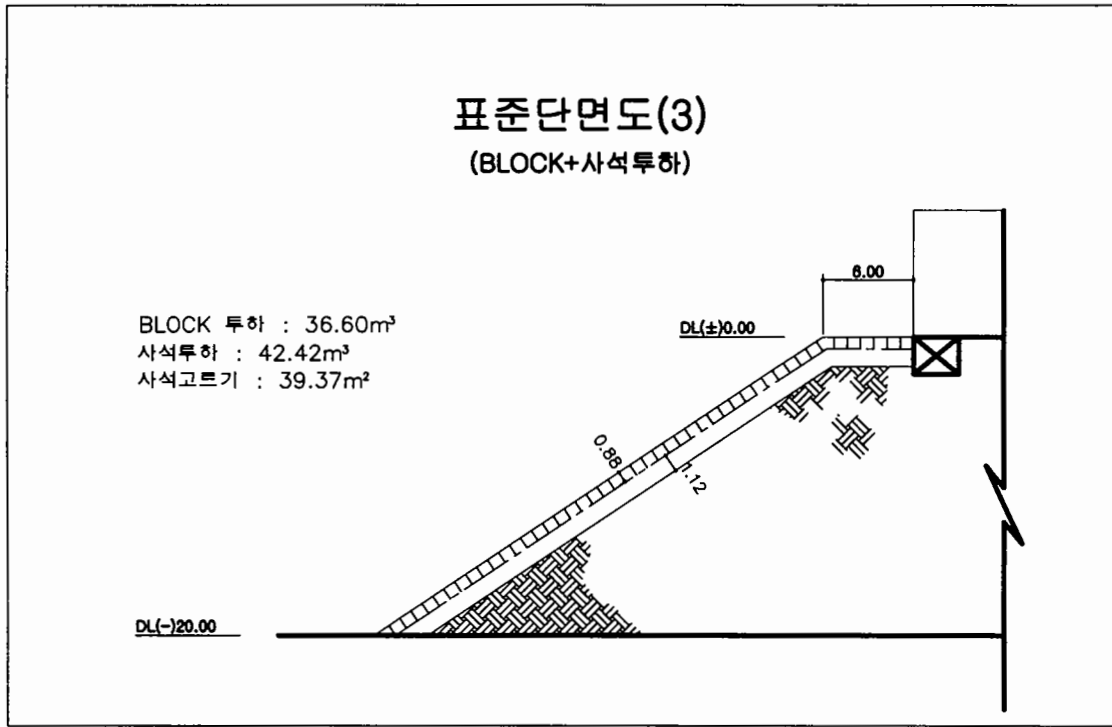 표준단면도(3)
(BLOCK+사석투하)
6.00
DL(±)0.00
BLOCK 투하 : 36.60m³
사석투하 : 42.42m³
사석고르기 : 39.37m²
0.88
1.12
DL(-)20.00